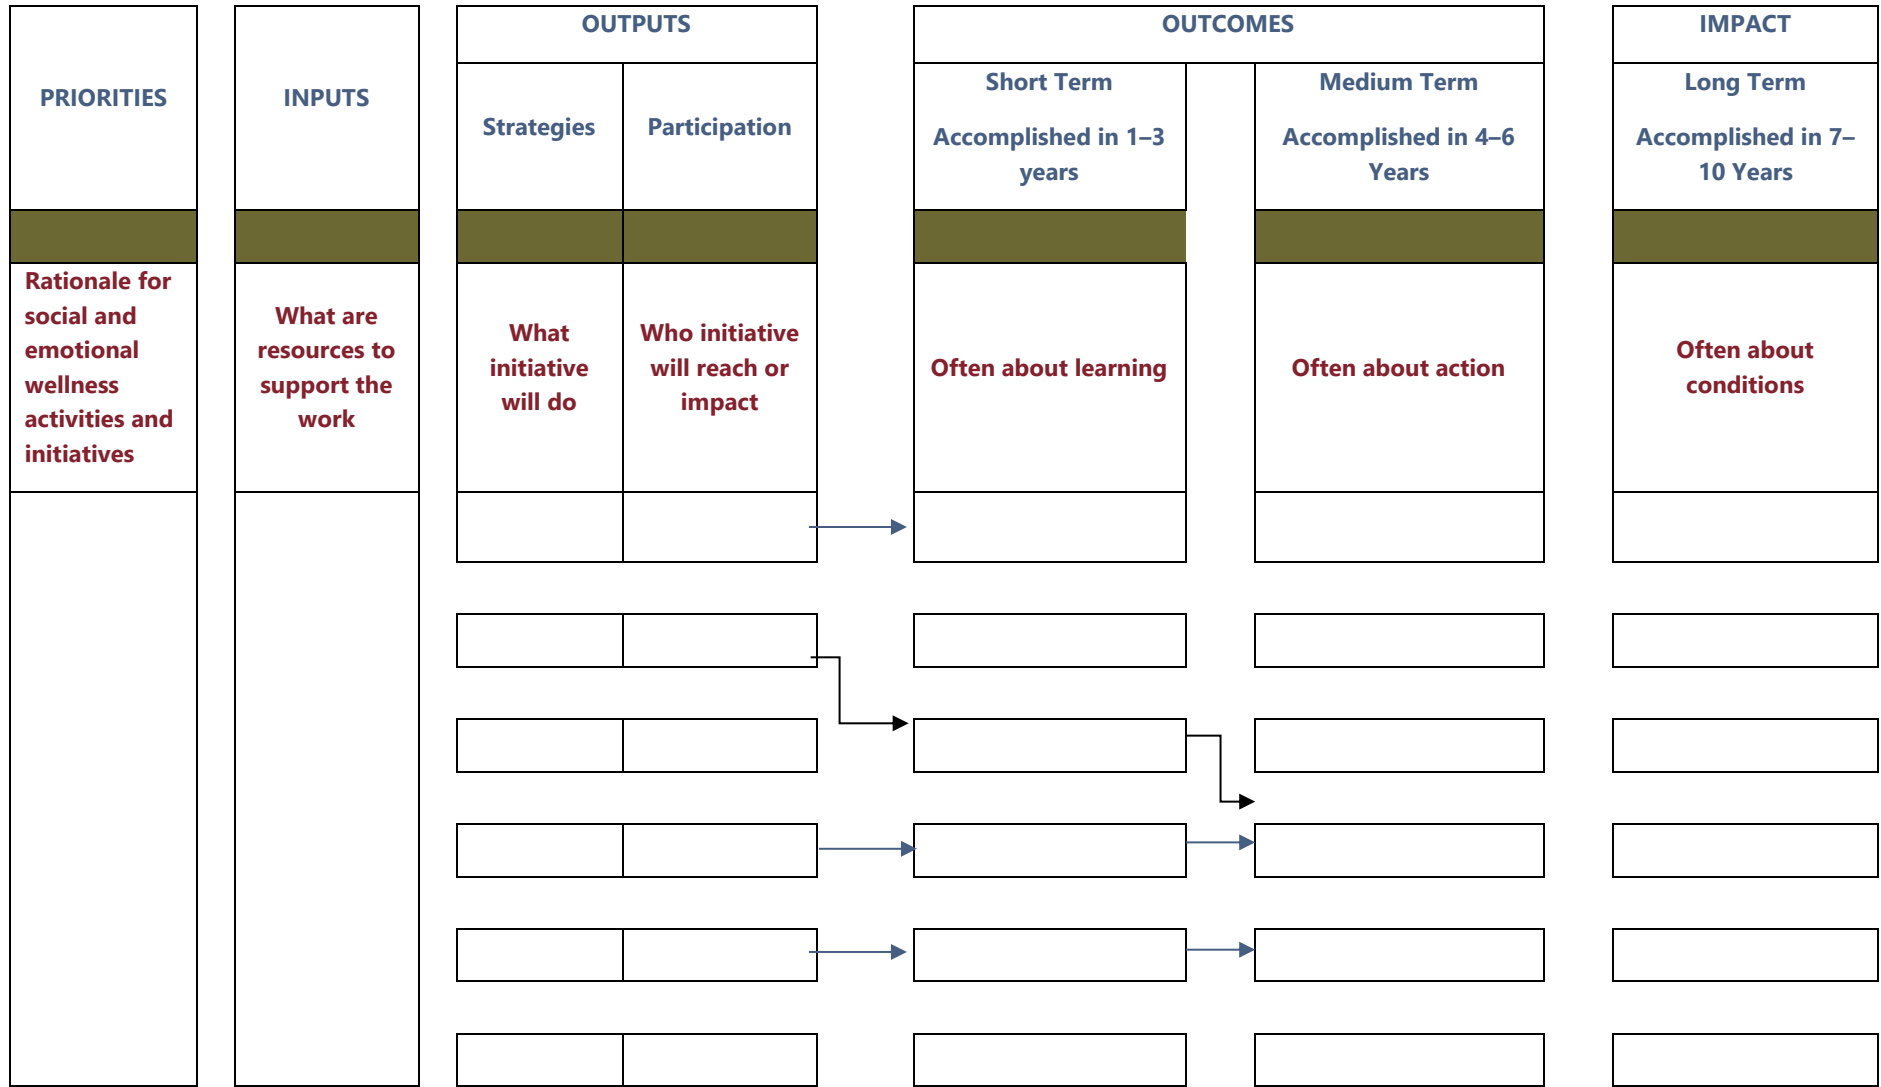 PRIORITIES
INPUTS
OUTPUTS
Strategies
Participation
OUTCOMES
Short Term
Accomplished in 1–3
years
Medium Term
Accomplished in 4–6
Years
IMPACT
Long Term
Accomplished in 7–
10 Years
Rationale for
social and
emotional
wellness
activities and
initiatives
What are
resources to
support the
work
What
initiative
will do
Who initiative
will reach or
impact
Often about learning
Often about action
Often about
conditions